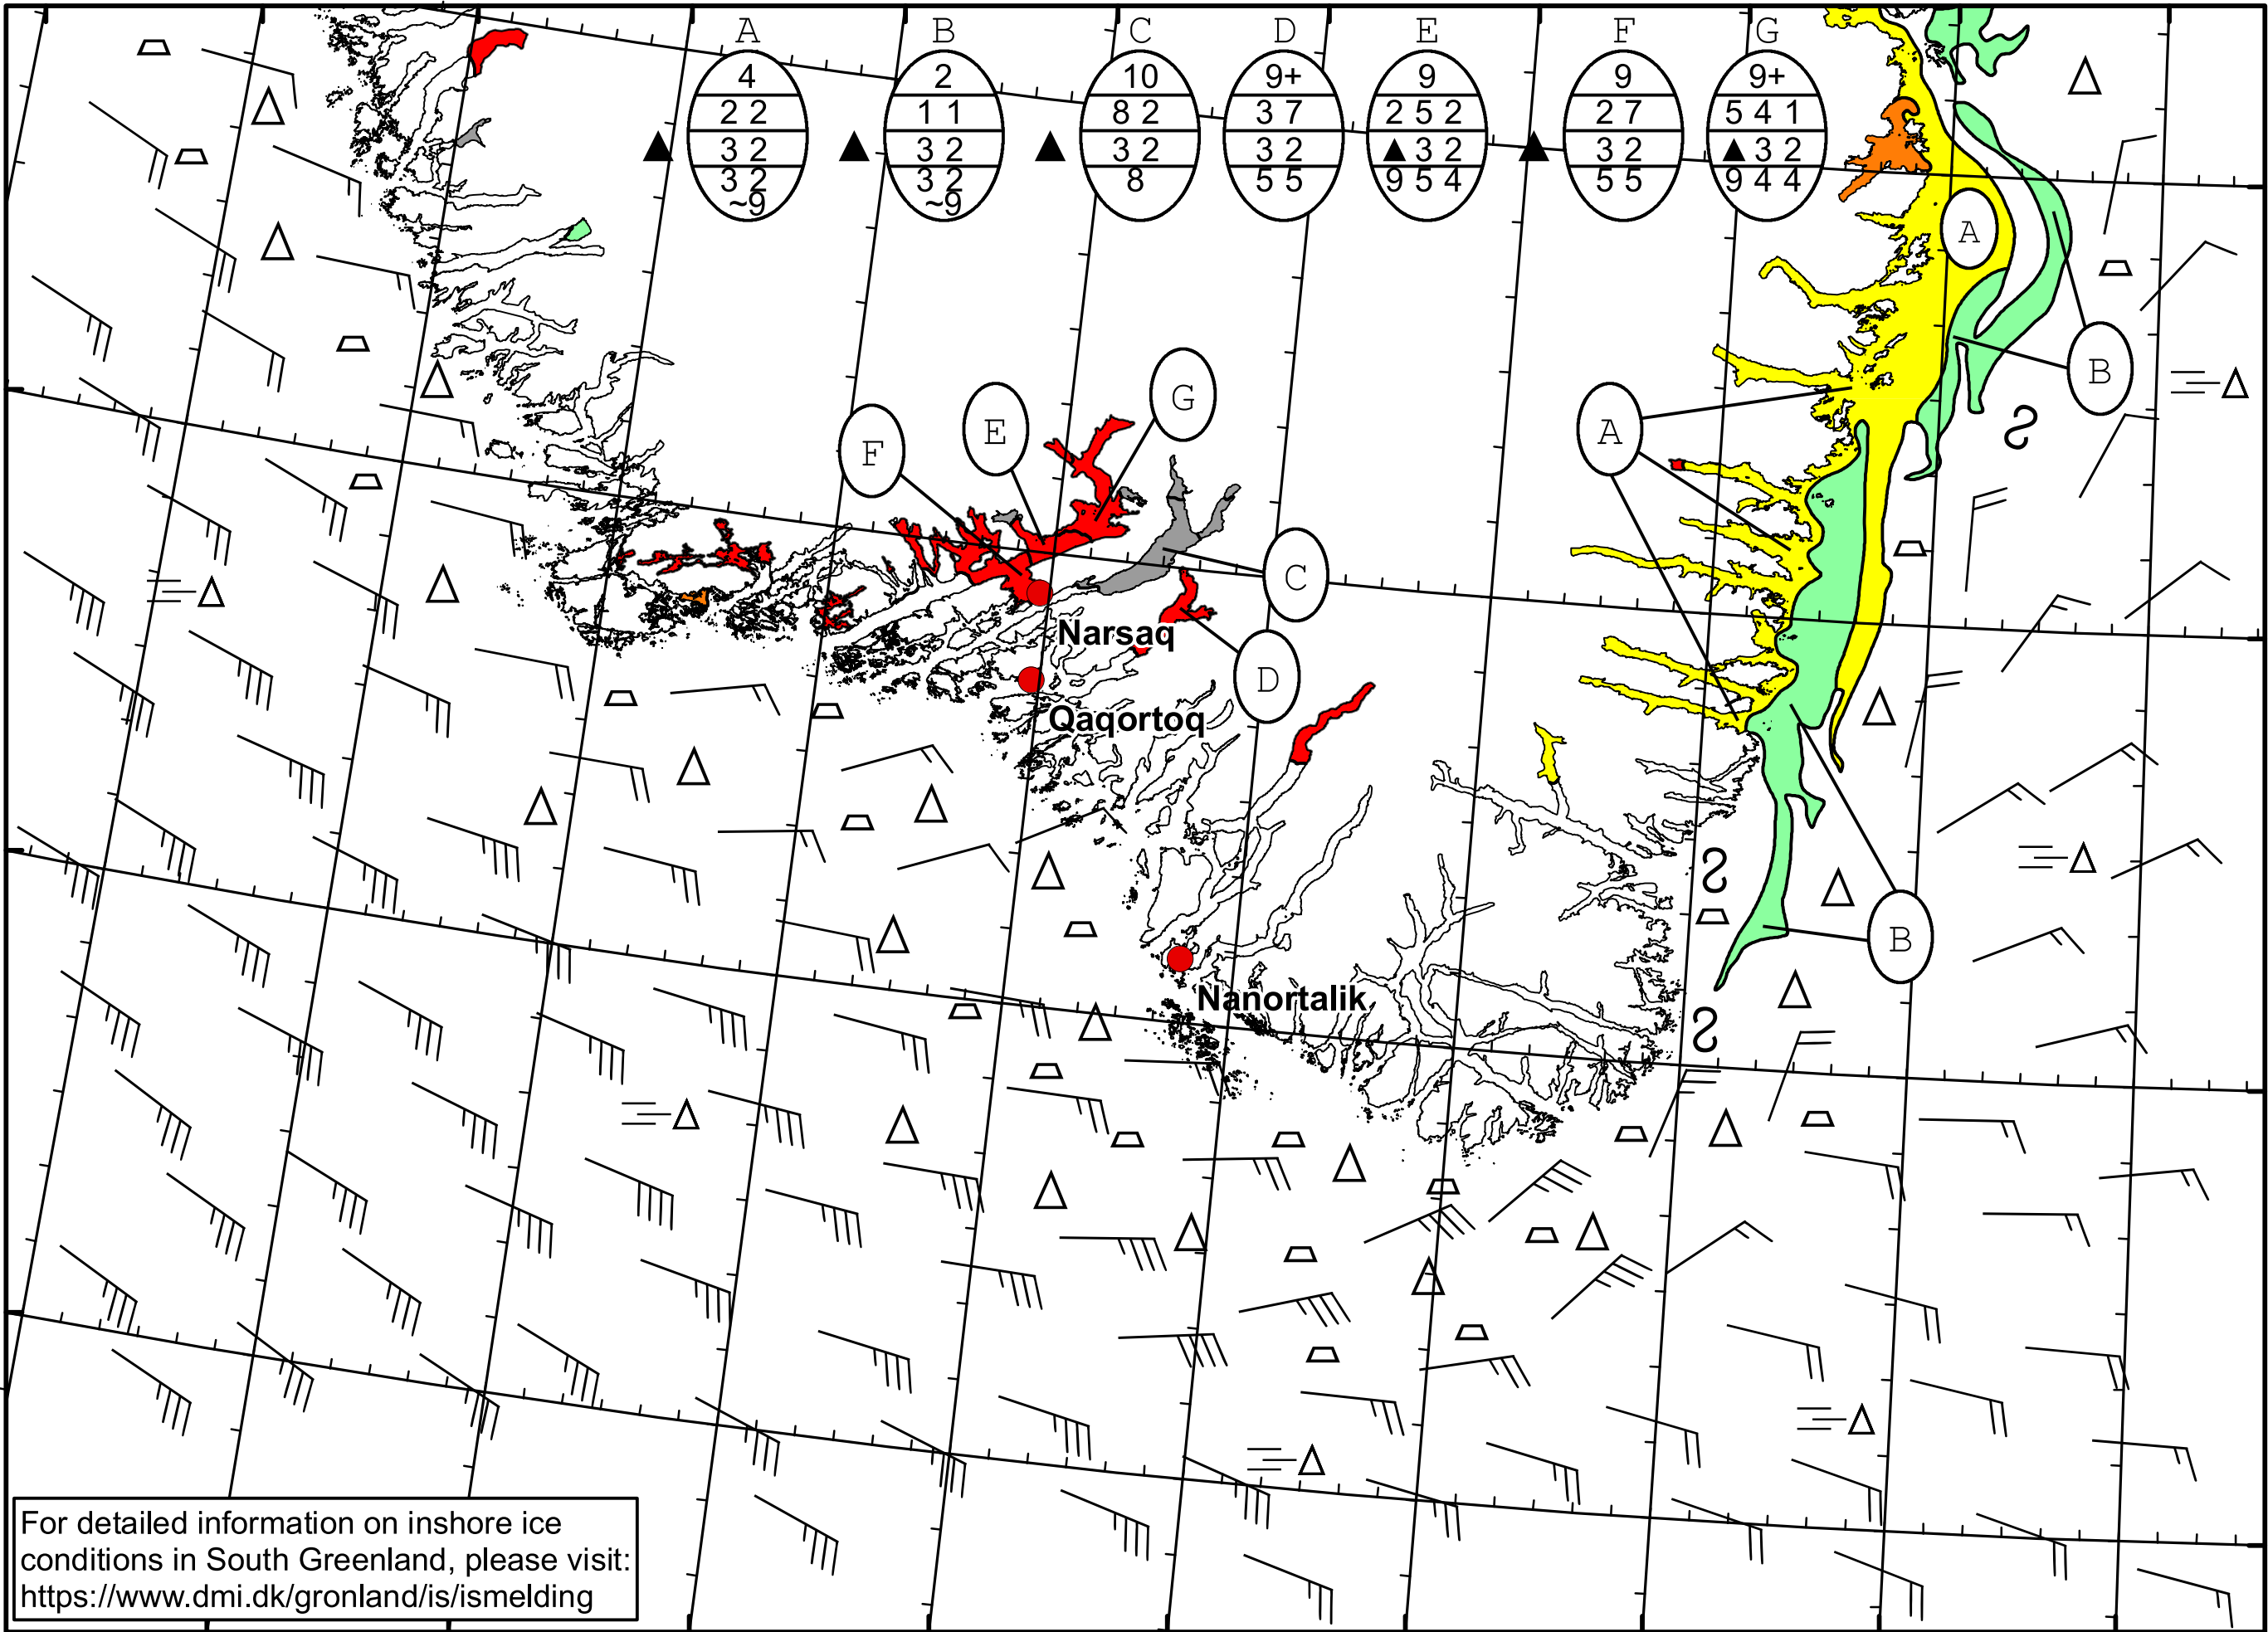 A B C D E F G
4 2 10 9+ 9 9 9+
2 2 1 1 8 2 3 7 2 5 2 2 7 5 4 1
▲ 3 2 ▲ 3 2 ▲ 3 2 3 2 ▲ 3 2 ▲ 3 2 ▲ 3 2
3 2 3 2 8 5 5 9 5 4 5 5 9 4 4
~9 ~9
A
B
G
A
E
F
C
Narsaq
D
Qaqortoq
B
Nanortalik
For detailed information on inshore ice
conditions in South Greenland, please visit:
https://www.dmi.dk/gronland/is/ismelding